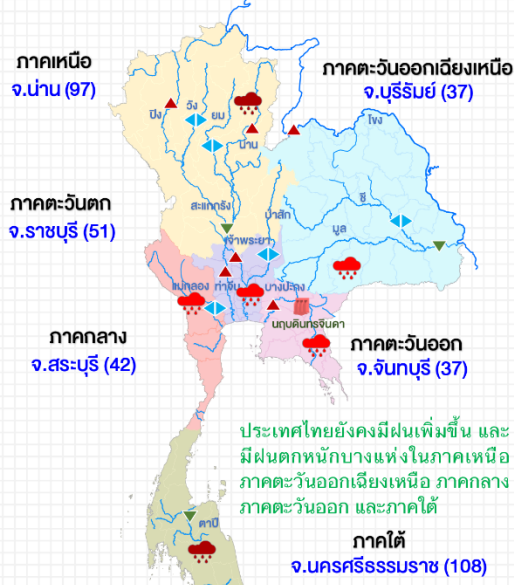 ภาคเหนือ
จ.น่าน (97)
ภาคตะวันออกเฉียงเหนือ
จ.บุรีรัมย์ (37)
วัง
ปิง
ยม
น่าน
โขง
ชี
ภาคตะวันตก
จ.ราชบุรี (51)
สะแกกรัง
ป่าสัก
มูล
เจ้าพระยา
แม่กลอง
ท่าจีน
บางปะกง
นฤบดินทรจินดา
ภาคกลาง
จ.สระบุรี (42)
ภาคตะวันออก
จ.จันทบุรี (37)
ประเทศไทยยังคงมีฝนเพิ่มขึ้น และ
มีฝนตกหนักบางแห่งในภาคเหนือ
ภาคตะวันออกเฉียงเหนือ ภาคกลาง
ภาคตะวันออก และภาคใต้
ตาปี
ภาคใต้
จ.นครศรีธรรมราช (108)